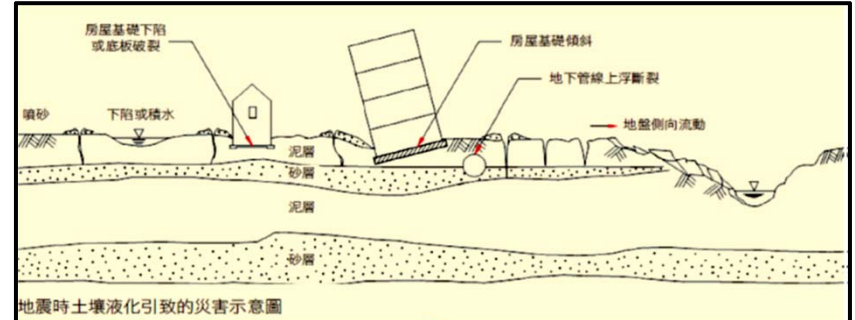 房屋基礎下陷
或底板破裂
房屋基礎傾斜
地下管線上浮斷裂
噴砂
下陷或積水
地盤側向流動
泥層
砂層
泥層
砂層
地震時土壤液化引致的災害示意圖